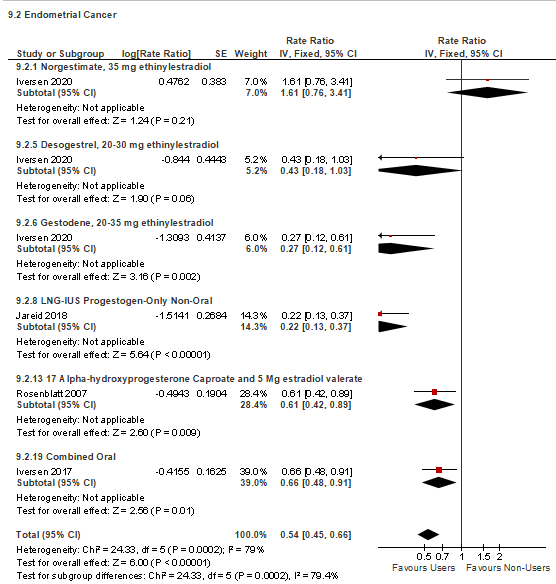 9.2 Endometrial Cancer
Rate Ratio Rate Ratio
Study or Subgroup log[Rate Ratio] SE Weight IV, Fixed, 95% CI IV, Fixed, 95% CI
9.2.1 Norgestimate, 35 mg ethinylestradiol
Iversen 2020 0.4762 0.383 7.0% 1.61 [0.76, 3.41]
Subtotal (95% CI) 7.0% 1.61 [0.76, 3.41]
Heterogeneity: Not applicable
Test for overall effect: Z = 1.24 (P = 0.21)
9.2.5 Desogestrel, 20-30 mg ethinylestradiol
Iversen 2020 -0.844 0.4443 5.2% 0.43 [0.18, 1.03]
Subtotal (95% CI) 5.2% 0.43 [0.18, 1.03]
Heterogeneity: Not applicable
Test for overall effect: Z = 1.90 (P = 0.06)
9.2.6 Gestodene, 20-35 mg ethinylestradiol
Iversen 2020 -1.3093 0.4137 6.0% 0.27 [0.12, 0.61]
Subtotal (95% CI) 6.0% 0.27 [0.12, 0.61]
Heterogeneity: Not applicable
Test for overall effect: Z = 3.16 (P = 0.002)
9.2.8 LNG-IUS Progestogen-Only Non-Oral
Jareid 2018 -1.5141 0.2684 14.3% 0.22 [0.13, 0.37]
Subtotal (95% CI) 14.3% 0.22 [0.13, 0.37]
Heterogeneity: Not applicable
Test for overall effect: Z = 5.64 (P < 0.00001)
9.2.13 17 Alpha-hydroxyprogesterone Caproate and 5 Mg estradiol valerate
Rosenblatt 2007 -0.4943 0.1904 28.4% 0.61 [0.42, 0.89]
Subtotal (95% CI) 28.4% 0.61 [0.42, 0.89]
Heterogeneity: Not applicable
Test for overall effect: Z = 2.60 (P = 0.009)
9.2.19 Combined Oral
Iversen 2017 -0.4155 0.1625 39.0% 0.66 [0.48, 0.91]
Subtotal (95% CI) 39.0% 0.66 [0.48, 0.91]
Heterogeneity: Not applicable
Test for overall effect: Z = 2.56 (P = 0.01)
Total (95% CI) 100.0% 0.54 [0.45, 0.66]
Heterogeneity: Chi² = 24.33, df = 5 (P = 0.0002); I² = 79%
0.5 0.7 1 1.5 2
Test for overall effect: Z = 6.00 (P < 0.00001)
Favours Users Favours Non-Users
Test for subgroup differences: Chi² = 24.33, df = 5 (P = 0.0002), I² = 79.4%